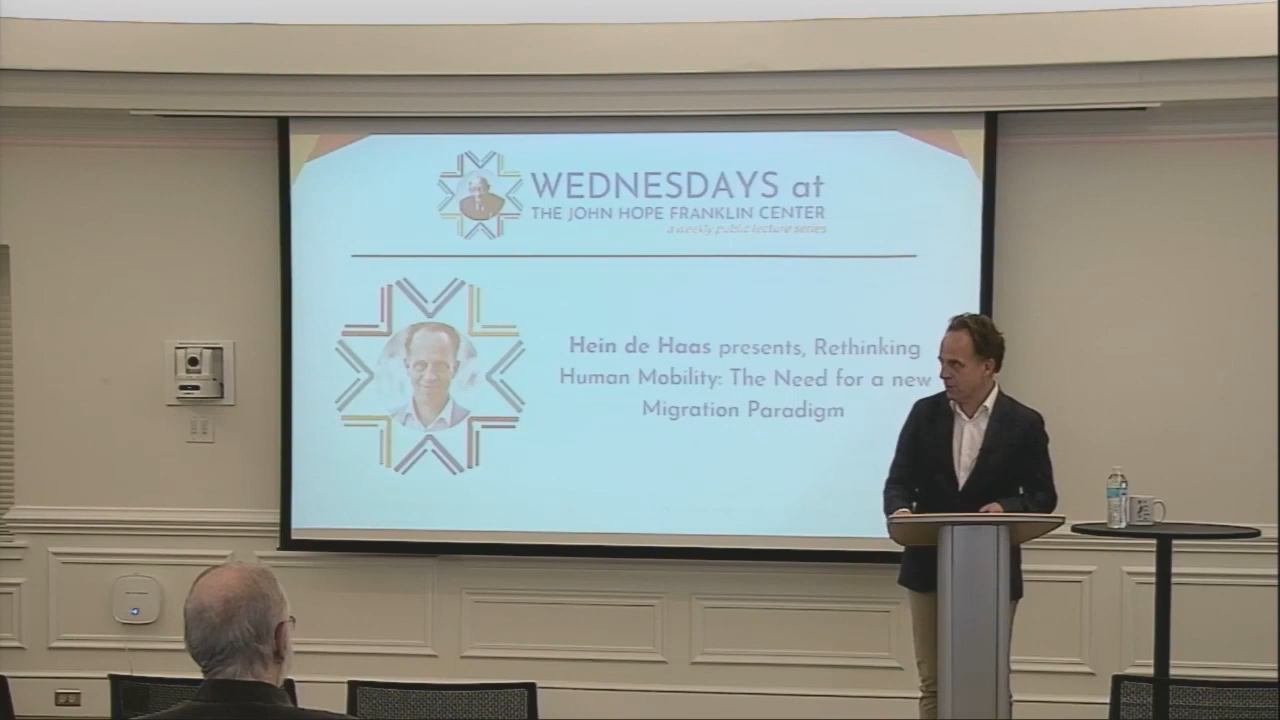 WEDNESDAYS at
THE JOHN HOPE FRANKLIN CENTER
a weekly public lecture series
Hein de Haas presents, Rethinking
Human Mobility: The Need for a new
Migration Paradigm